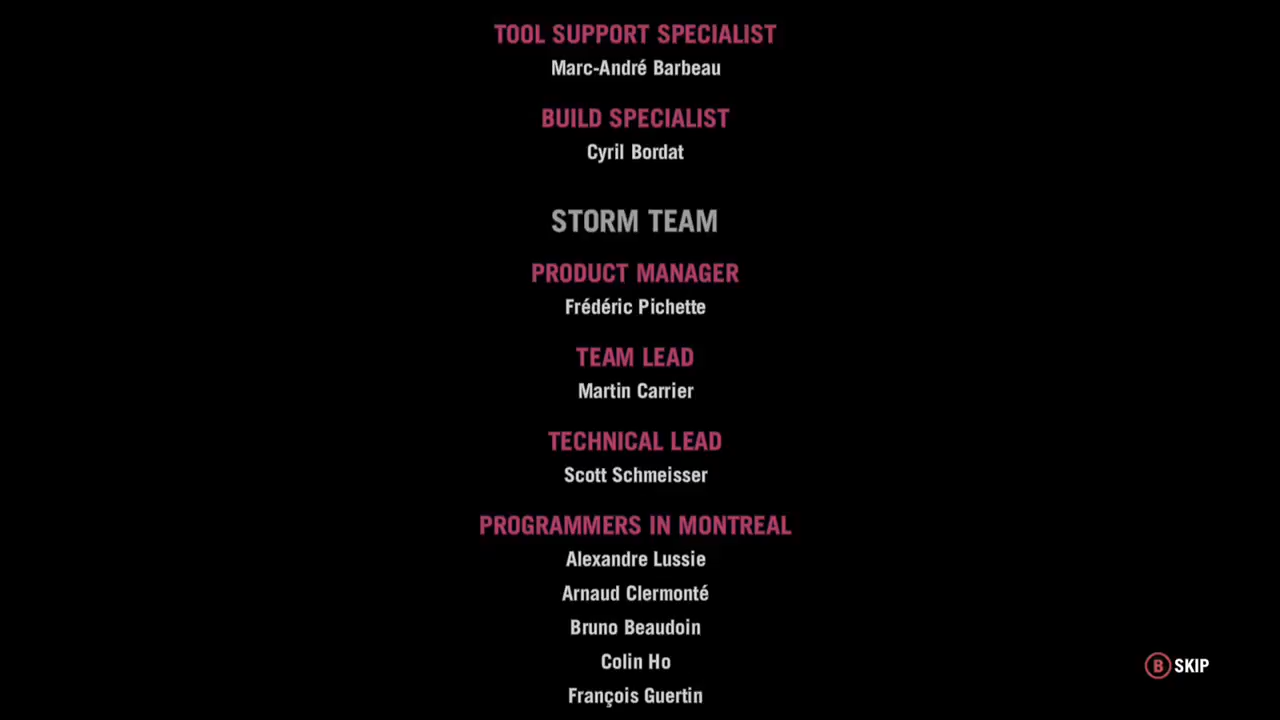 TOOL SUPPORT SPECIALIST
Marc-André Barbeau
BUILD SPECIALIST
Cyril Bordat
STORM TEAM
PRODUCT MANAGER
Frédéric Pichette
TEAM LEAD
Martin Carrier
TECHNICAL LEAD
Scott Schmeisser
PROGRAMMERS IN MONTREAL
Alexandre Lussie
Arnaud Clermonté
Bruno Beaudoin
Colin Ho
François Guertin
B SKIP